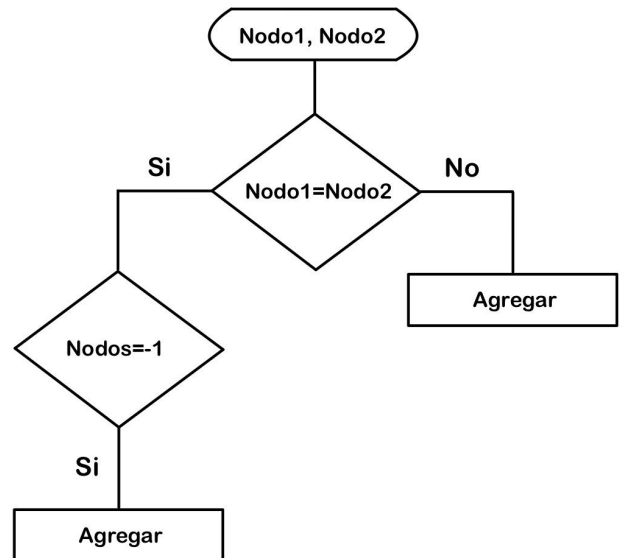 Nodo1, Nodo2
Si
No
Nodo1=Nodo2
Agregar
Nodos=-1
Si
Agregar